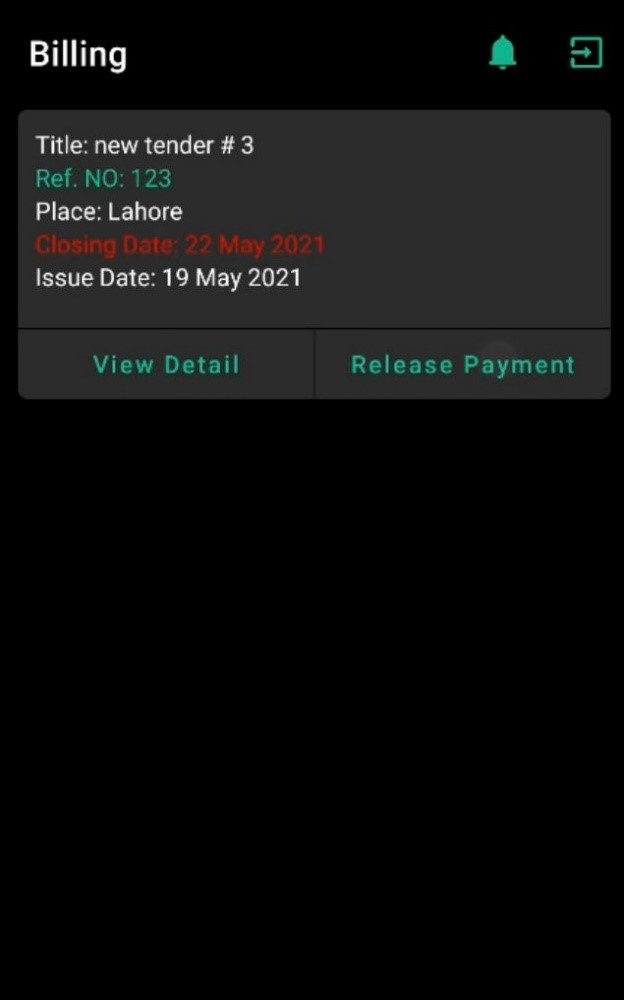 Billing
Title: new tender # 3
Ref. NO: 123
Place: Lahore
Closing Date: 22 May 2021
Issue Date: 19 May 2021
View Detail
Release Payment